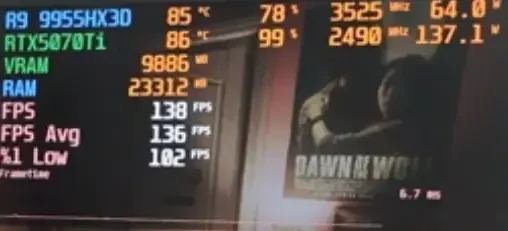 R9 9955HX3D 85 °C 78 % 3525 MHz 64.0 W
RTX5070Ti 86 °C 99 % 2490 MHz 137.1 W
VRAM 9886 MB
RAM 23312 MB
FPS 138 FPS
FPS Avg 136 FPS
%1 Low 102 FPS
Frametime
DAWN OF THE WOL
6.7 ms